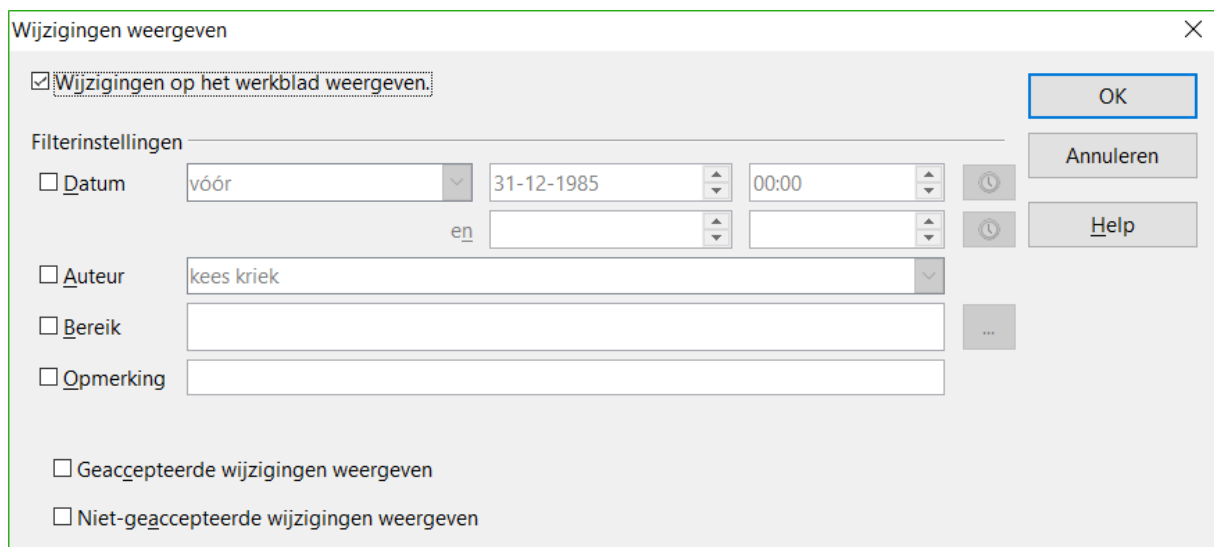 Wijzigingen weergeven
Wijzigingen op het werkblad weergeven.
OK
Filterinstellingen
Annuleren
Datum vóór 31-12-1985 00:00
en
Help
Auteur kees kriek
Bereik ...
Opmerking
Geaccepteerde wijzigingen weergeven
Niet-geaccepteerde wijzigingen weergeven